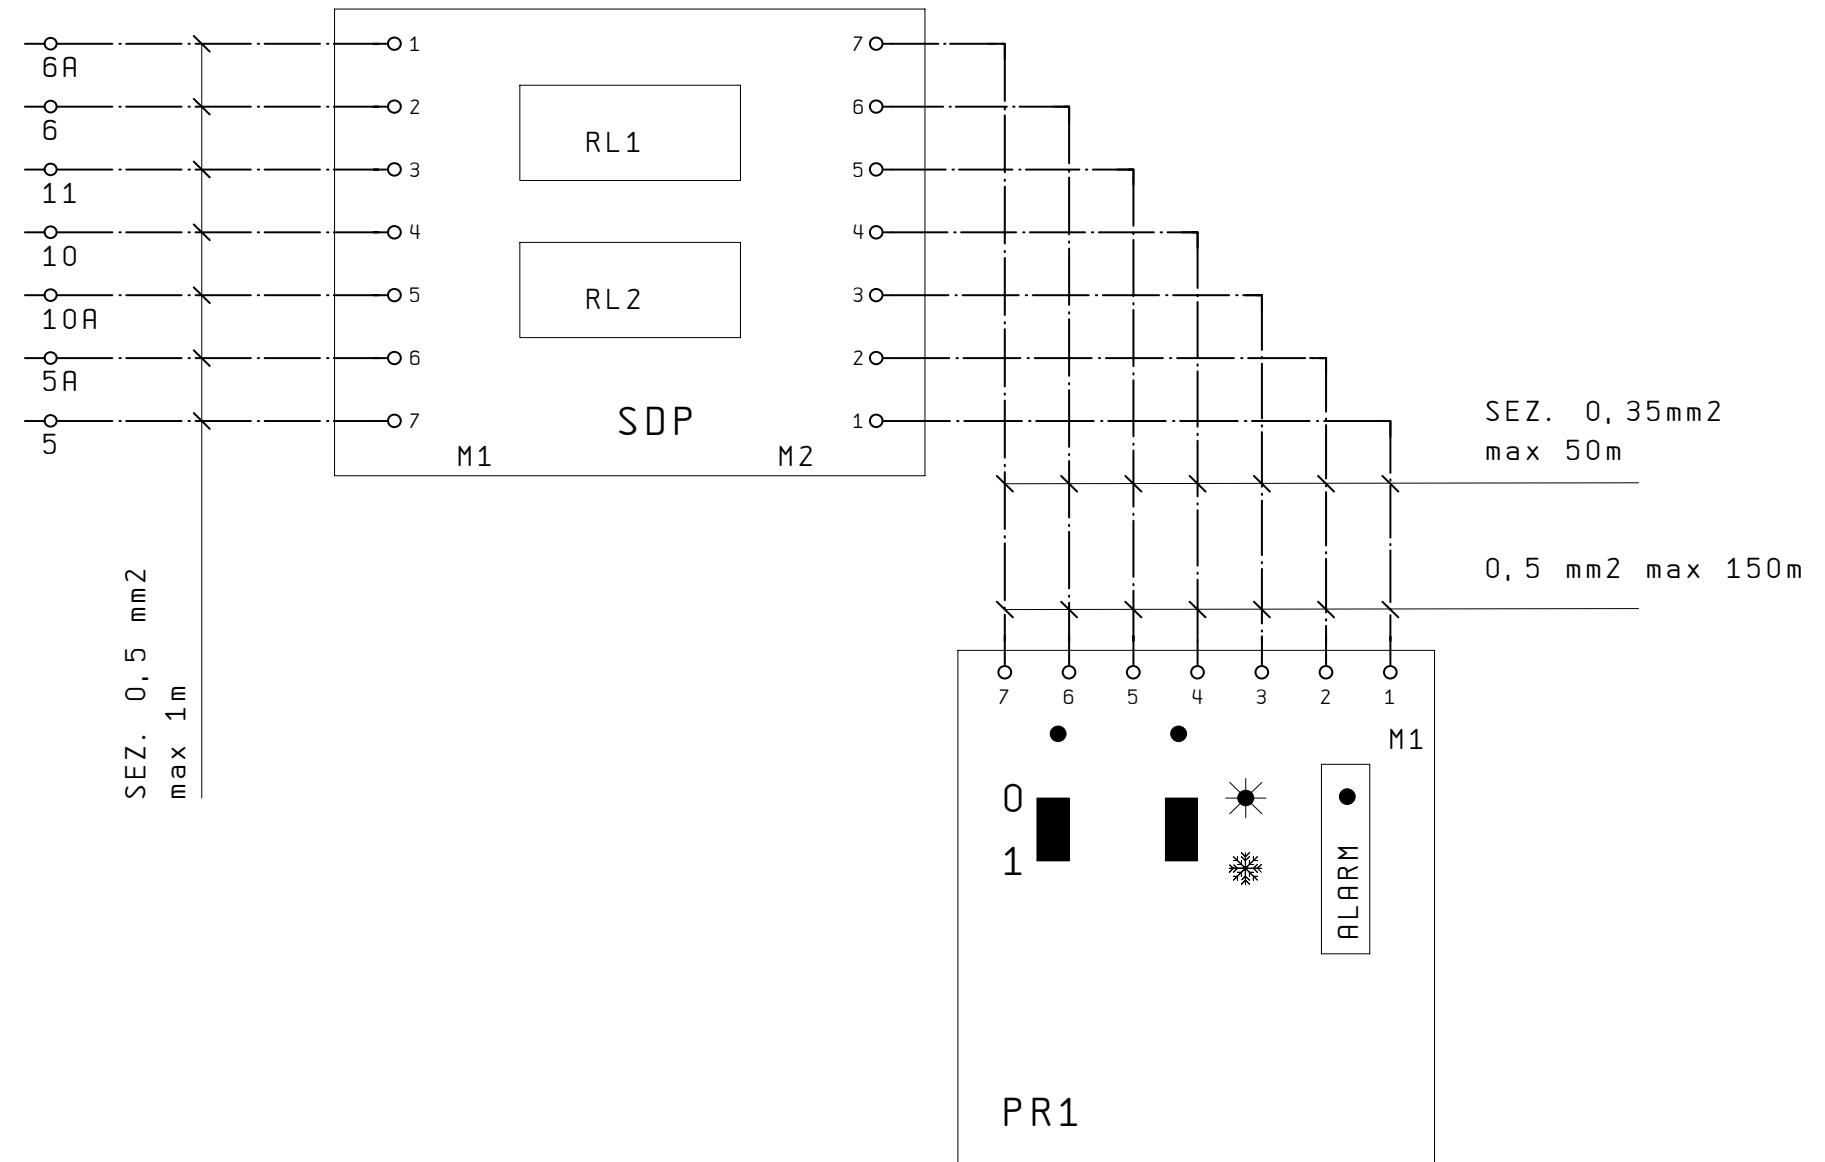 6A
6
11
10
10A
5A
5
1
2
3
4
5
6
7
RL1
RL2
SDP
M1
M2
7
6
5
4
3
2
1
SEZ. 0,5 mm2
max 1m
SEZ. 0,35mm2
max 50m
0,5 mm2 max 150m
7 6 5 4 3 2 1
M1
0
1
ALARM
PR1